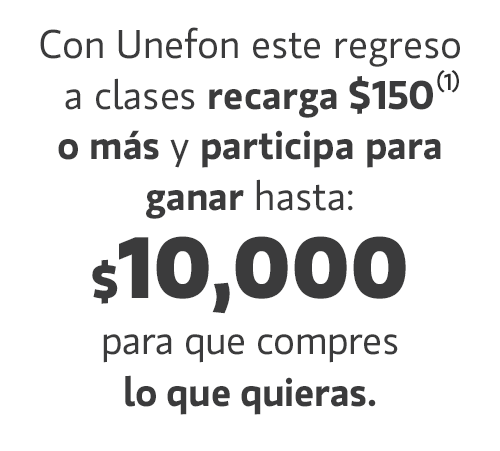 Con Unefon este regreso
a clases recarga $150(1)
o más y participa para
ganar hasta:
$10,000
para que compres
lo que quieras.